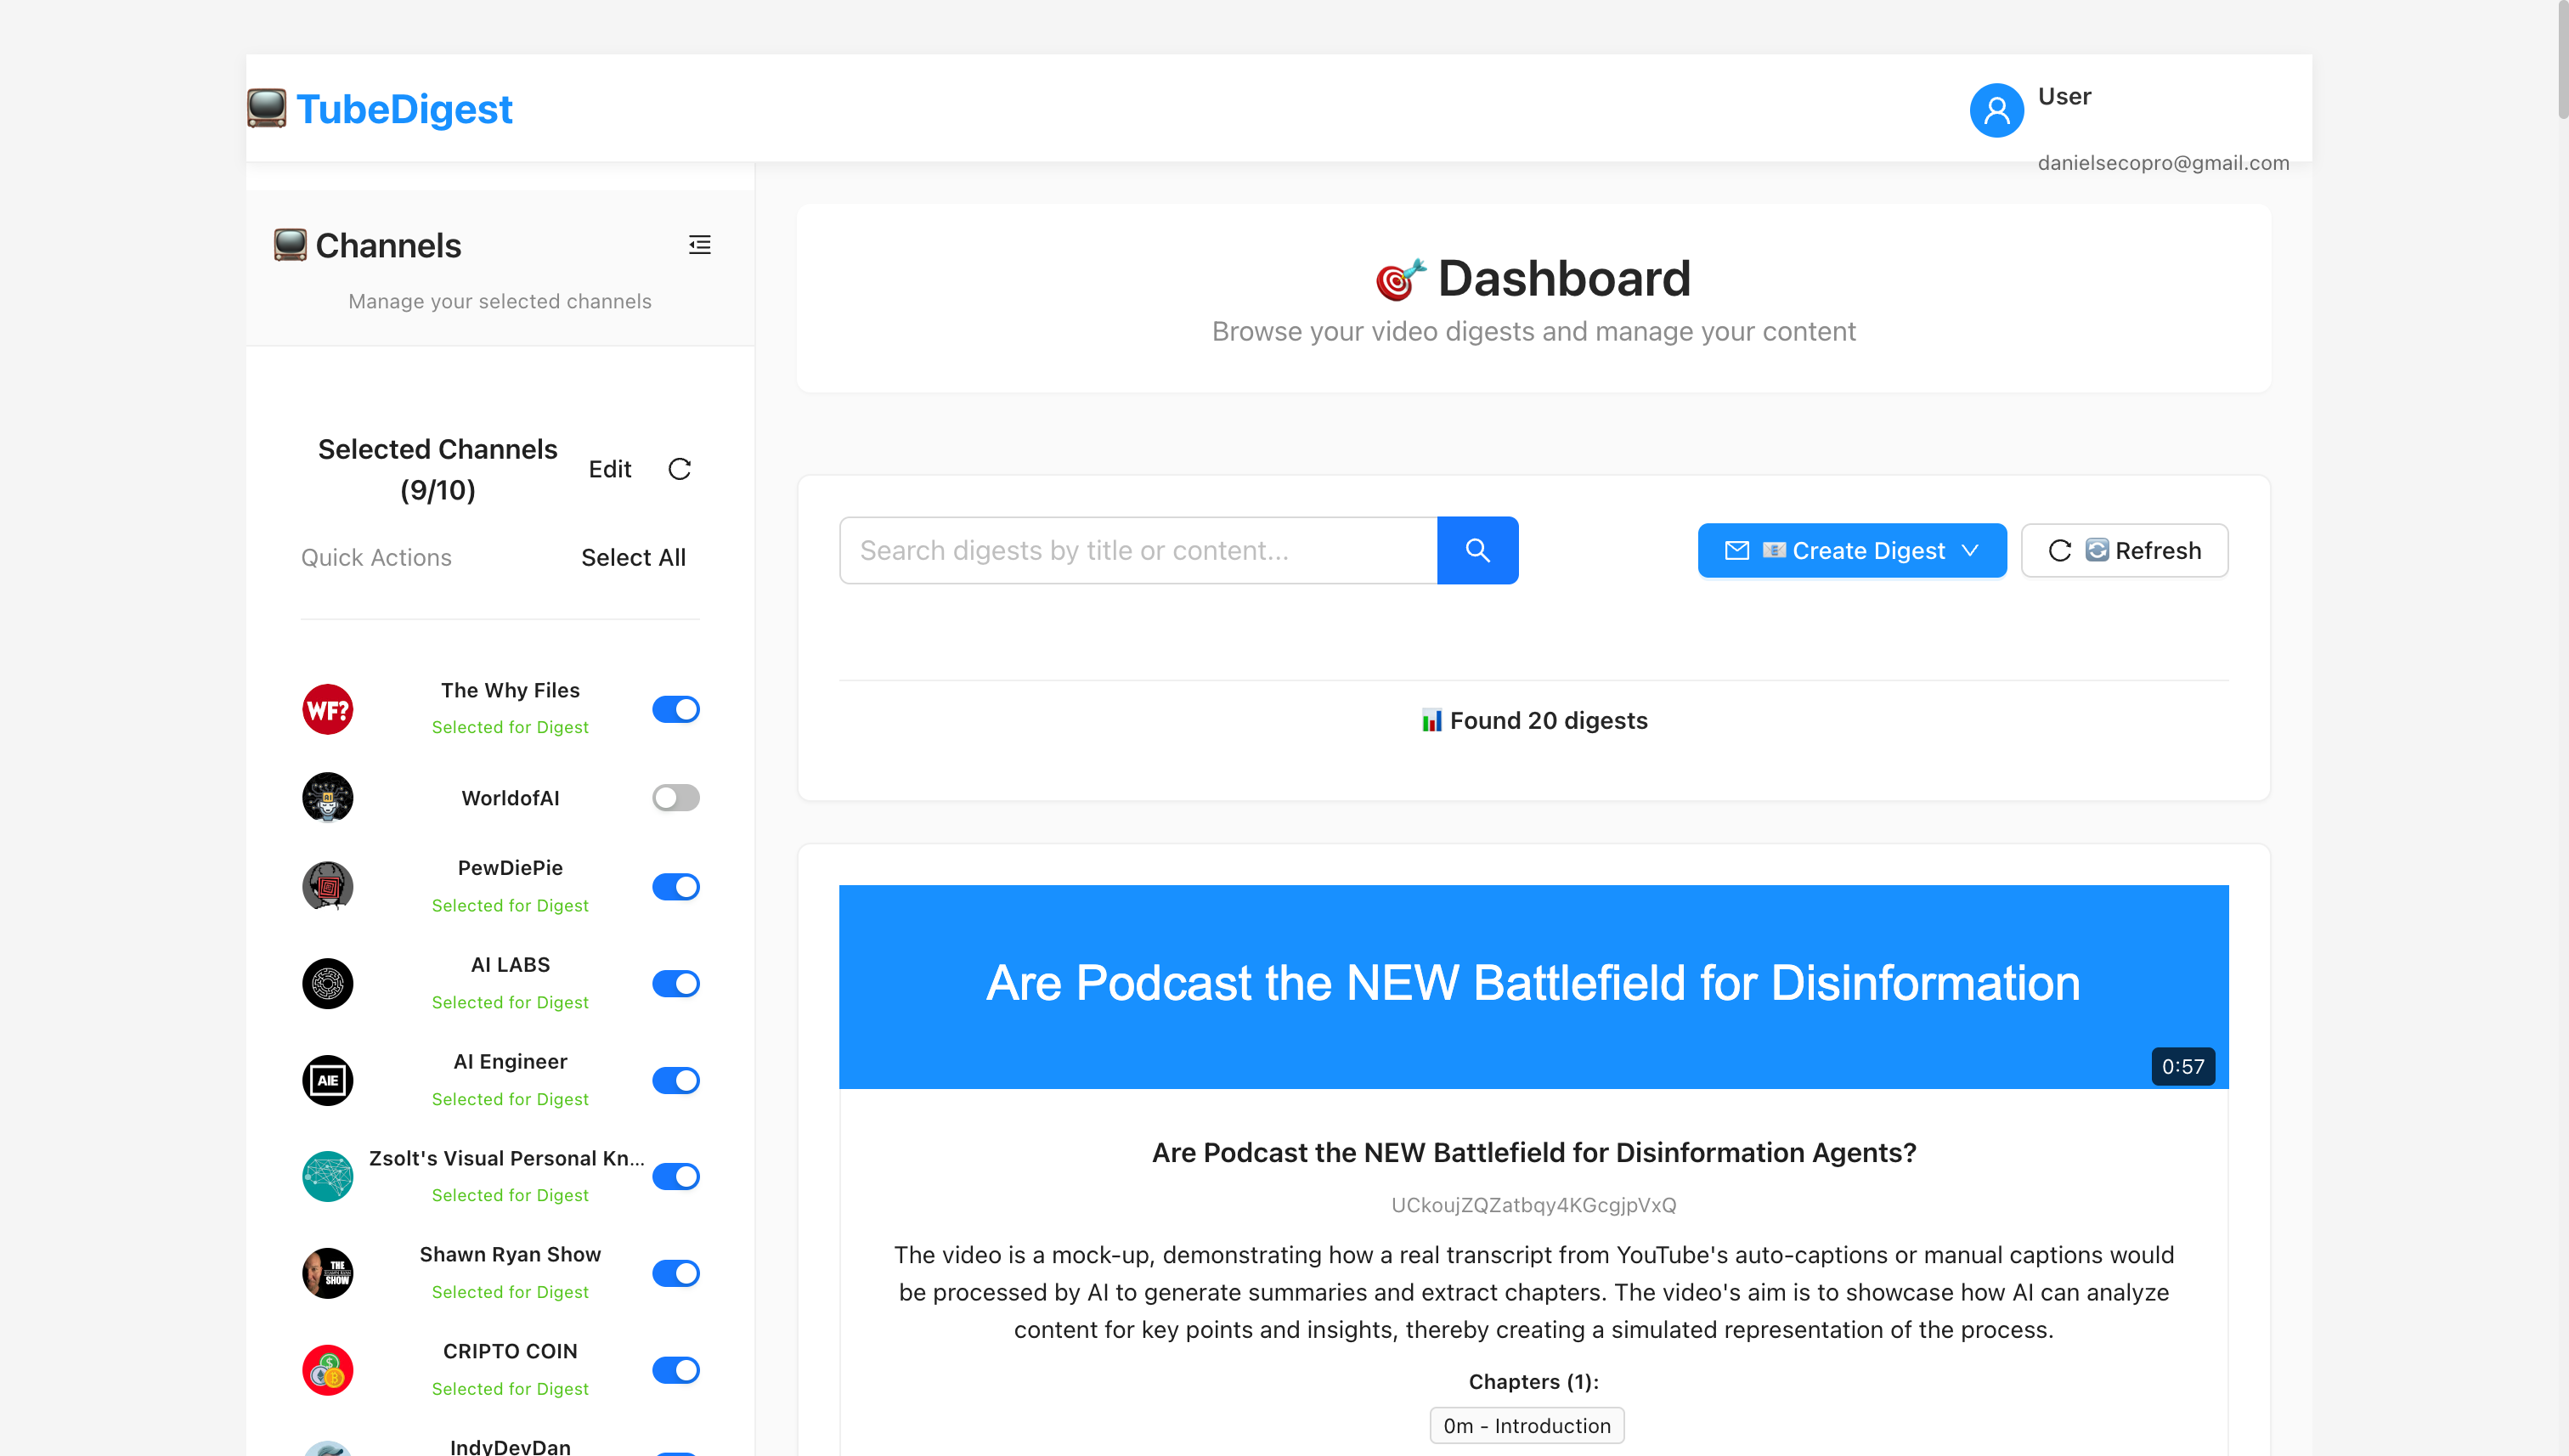 TubeDigest
User
danielsecopro@gmail.com
Channels
Manage your selected channels
Selected Channels
(9/10)
Edit
Quick Actions
Select All
WF?
The Why Files
Selected for Digest
AI
WorldofAI
PewDiePie
Selected for Digest
AI LABS
Selected for Digest
AIE
AI Engineer
Selected for Digest
Zsolt's Visual Personal Kn...
Selected for Digest
THE
SHOW
Shawn Ryan Show
Selected for Digest
CRIPTO COIN
Selected for Digest
IndyDevDan
Dashboard
Browse your video digests and manage your content
Search digests by title or content...
Create Digest
Refresh
Found 20 digests
Are Podcast the NEW Battlefield for Disinformation
0:57
Are Podcast the NEW Battlefield for Disinformation Agents?
UCkoujZQZatbqy4KGcgjpVxQ
The video is a mock-up, demonstrating how a real transcript from YouTube's auto-captions or manual captions would
be processed by AI to generate summaries and extract chapters. The video's aim is to showcase how AI can analyze
content for key points and insights, thereby creating a simulated representation of the process.
Chapters (1):
0m - Introduction